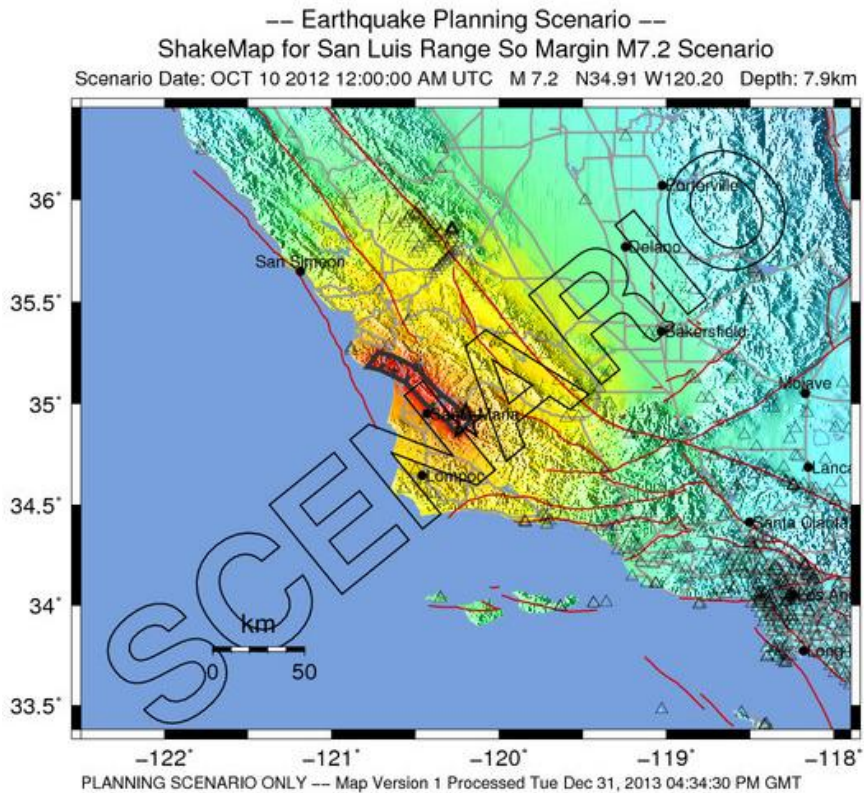 -- Earthquake Planning Scenario --
ShakeMap for San Luis Range So Margin M7.2 Scenario
Scenario Date: OCT 10 2012 12:00:00 AM UTC M 7.2 N34.91 W120.20 Depth: 7.9km
36°
35.5°
35°
34.5°
34°
33.5°
Porterville
Delano
San Simeon
Bakersfield
Mojave
Santa Maria
Lanca
Lompoc
Santa Clarita
Los An
Long
SCENARIO
km
0 50
-122° -121° -120° -119° -118°
PLANNING SCENARIO ONLY -- Map Version 1 Processed Tue Dec 31, 2013 04:34:30 PM GMT